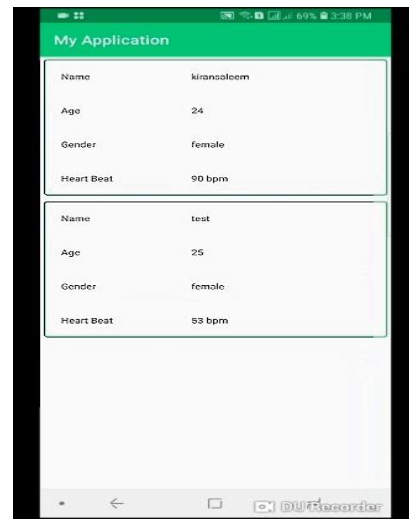 69% 3:38 PM
My Application
Name kiransaleem
Age 24
Gender female
Heart Beat 90 bpm
Name test
Age 25
Gender female
Heart Beat 53 bpm
DU Recorder